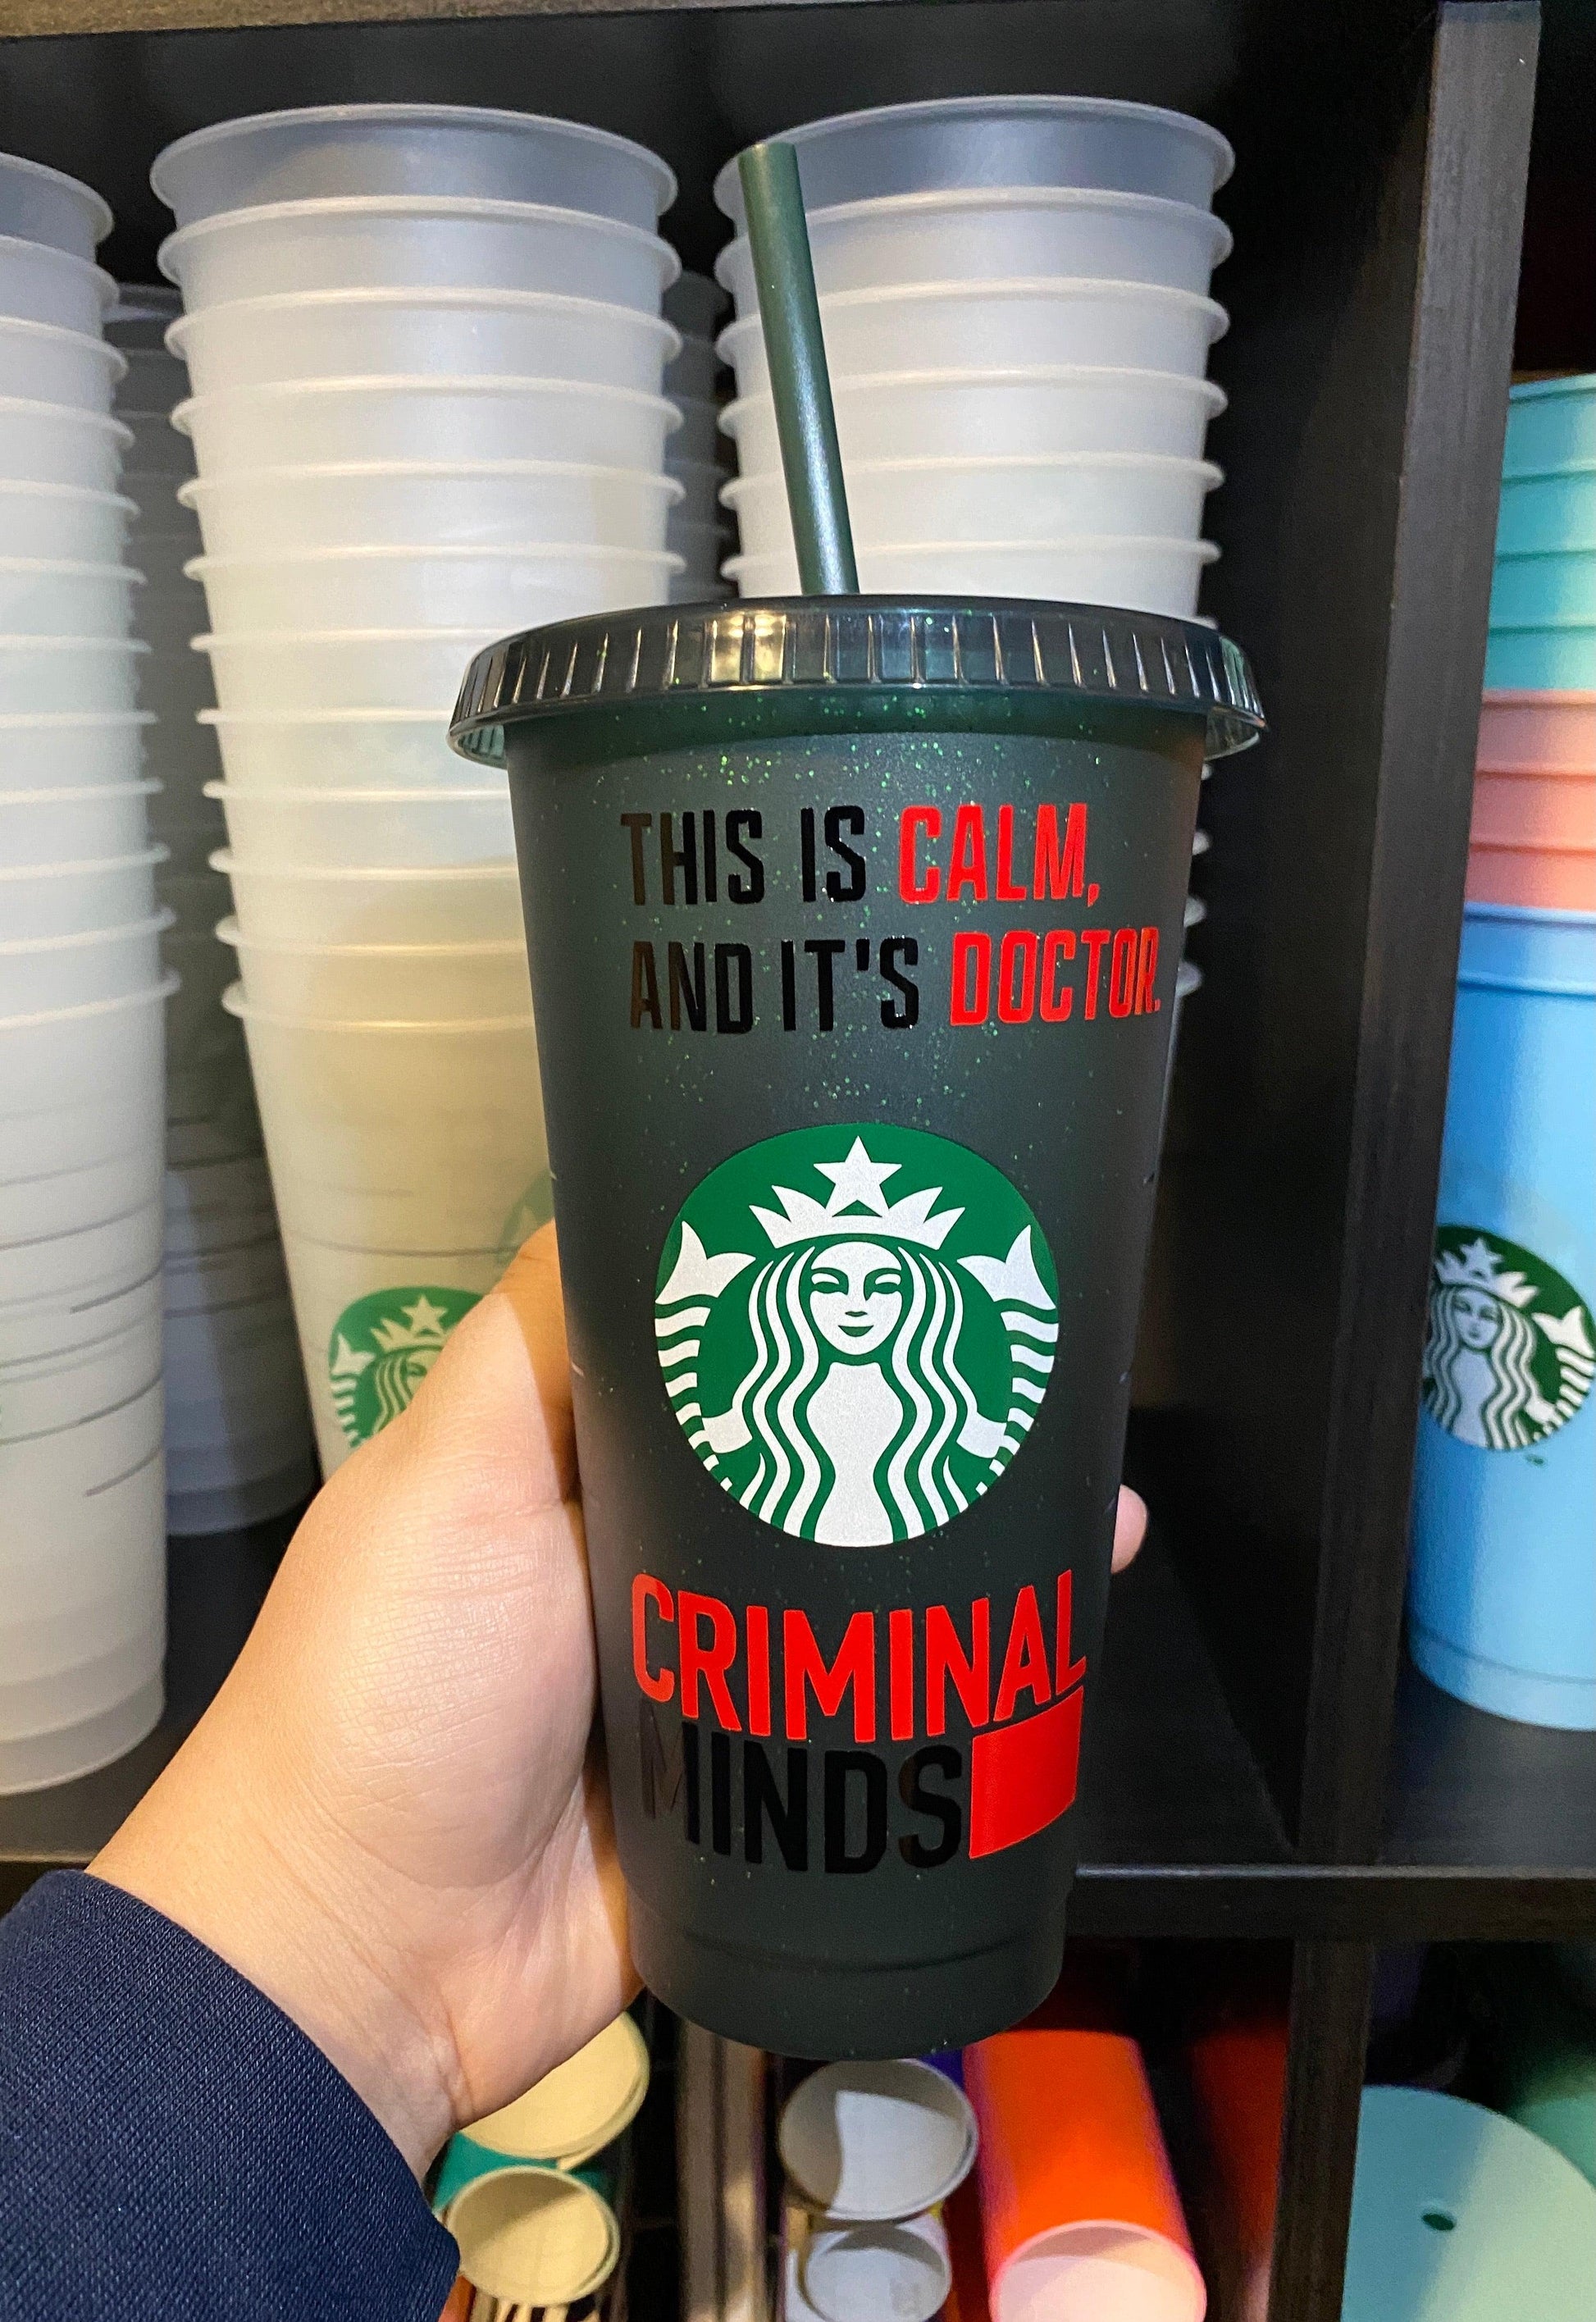 THIS IS CALM,
AND IT'S DOCTOR.
CRIMINAL
MINDS